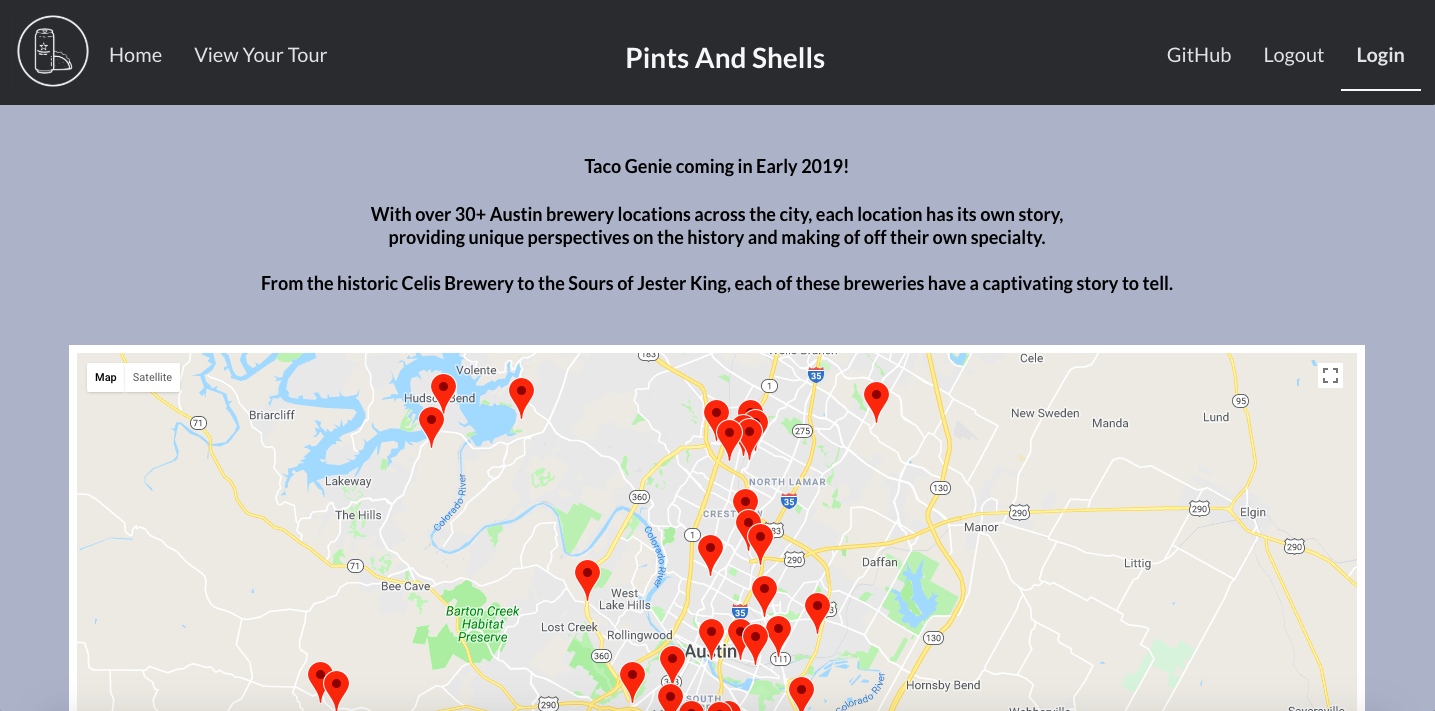 Home
View Your Tour
Pints And Shells
GitHub
Logout
Login
Taco Genie coming in Early 2019!
With over 30+ Austin brewery locations across the city, each location has its own story,
providing unique perspectives on the history and making of off their own specialty.
From the historic Celis Brewery to the Sours of Jester King, each of these breweries have a captivating story to tell.
Map
Satellite
183
Volente
Cele
1
35
95
Briarcliff
71
New Sweden
Manda
Lund
275
Lakeway
Colorado River
NORTH LAMAR
130
360
35
290
290
Elgin
The Hills
Manor
1
Colorado River
290
290
71
Bee Cave
Daffan
Littig
West
Lake Hills
Barton Creek
Habitat
Preserve
35
Lost Creek
Rollingwood
130
360
Austin
111
Hornsby Bend
SOUTH
Colorado River
290